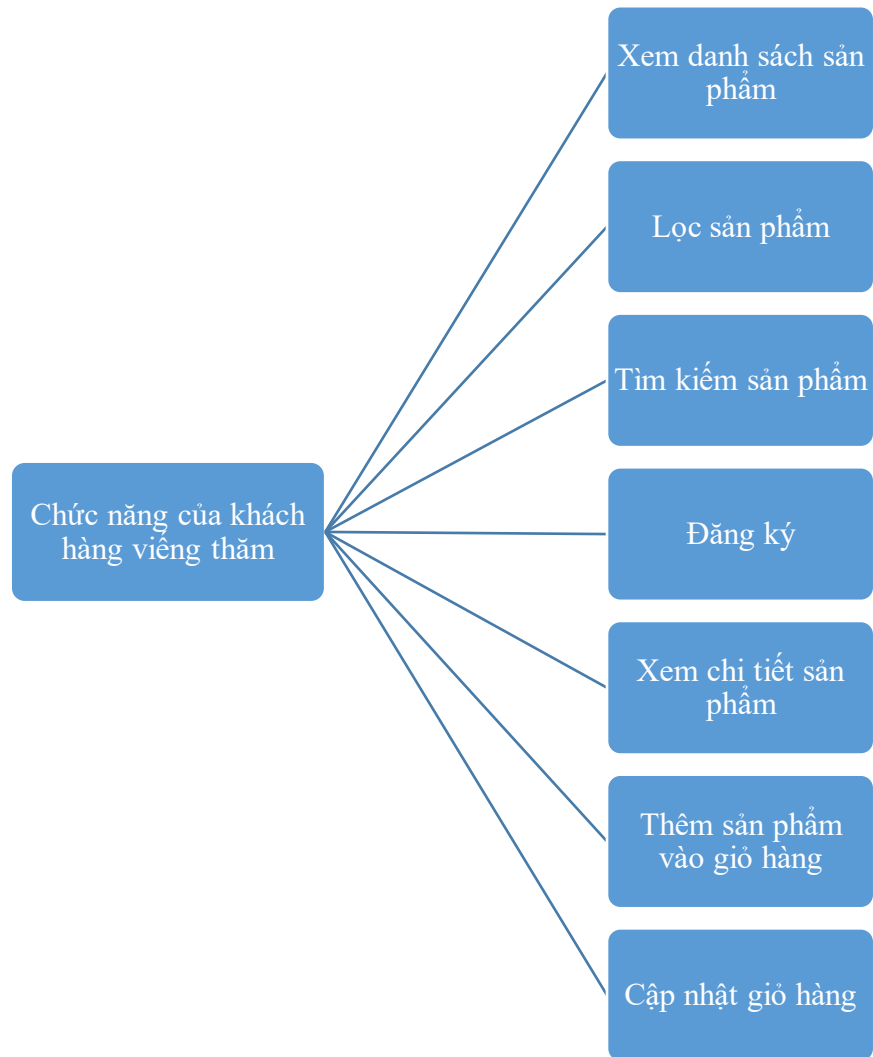 Xem danh sách sản
phẩm
Lọc sản phẩm
Tìm kiếm sản phẩm
Chức năng của khách
hàng viếng thăm
Đăng ký
Xem chi tiết sản
phẩm
Thêm sản phẩm
vào giỏ hàng
Cập nhật giỏ hàng